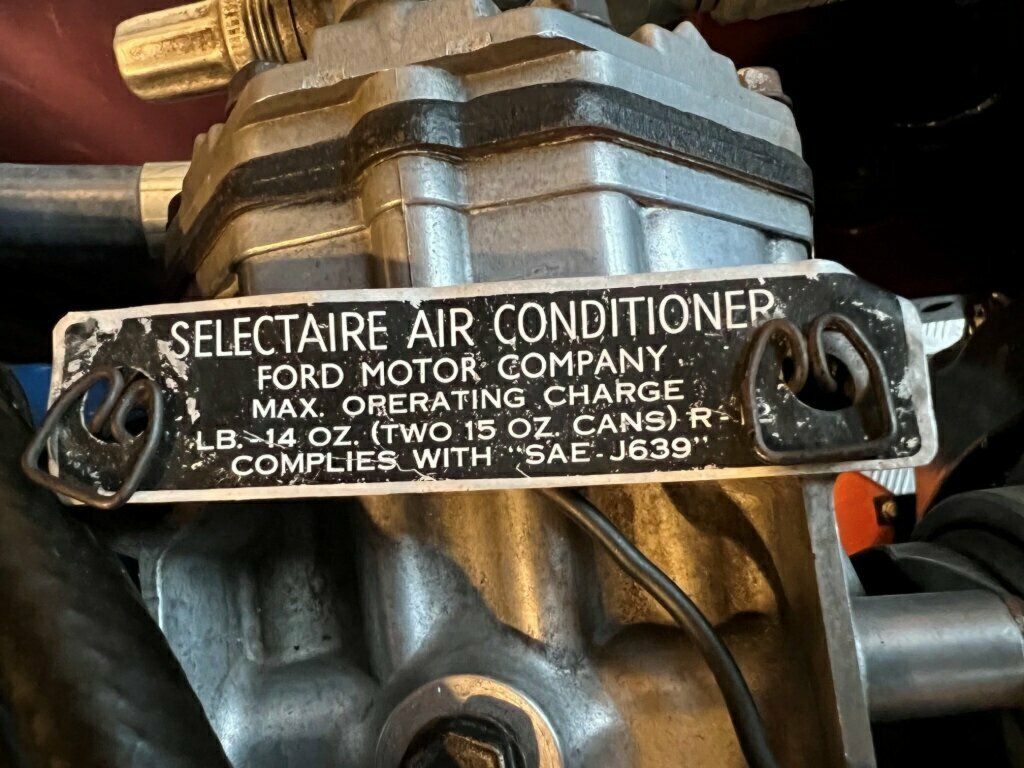 SELECTAIRE AIR CONDITIONER
FORD MOTOR COMPANY
MAX. OPERATING CHARGE
LB.-14 OZ. (TWO 15 OZ. CANS) R-
COMPLIES WITH "SAE-J639"